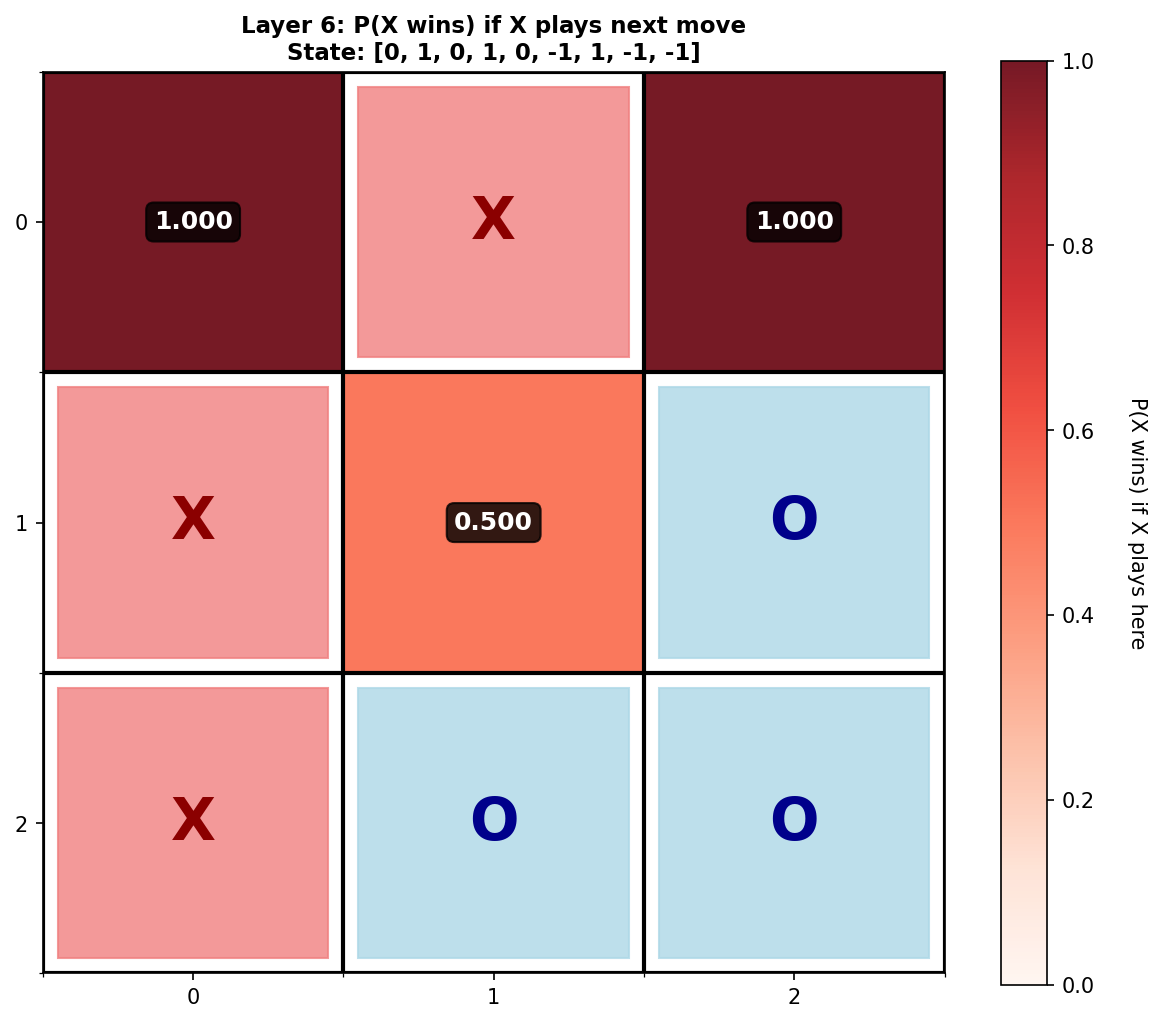 Layer 6: P(X wins) if X plays next move
State: [0, 1, 0, 1, 0, -1, 1, -1, -1]
1.000
X
1.000
X
0.500
O
X
O
O
0
1
2
0
1
2
1.0
0.8
0.6
0.4
0.2
0.0
P(X wins) if X plays here